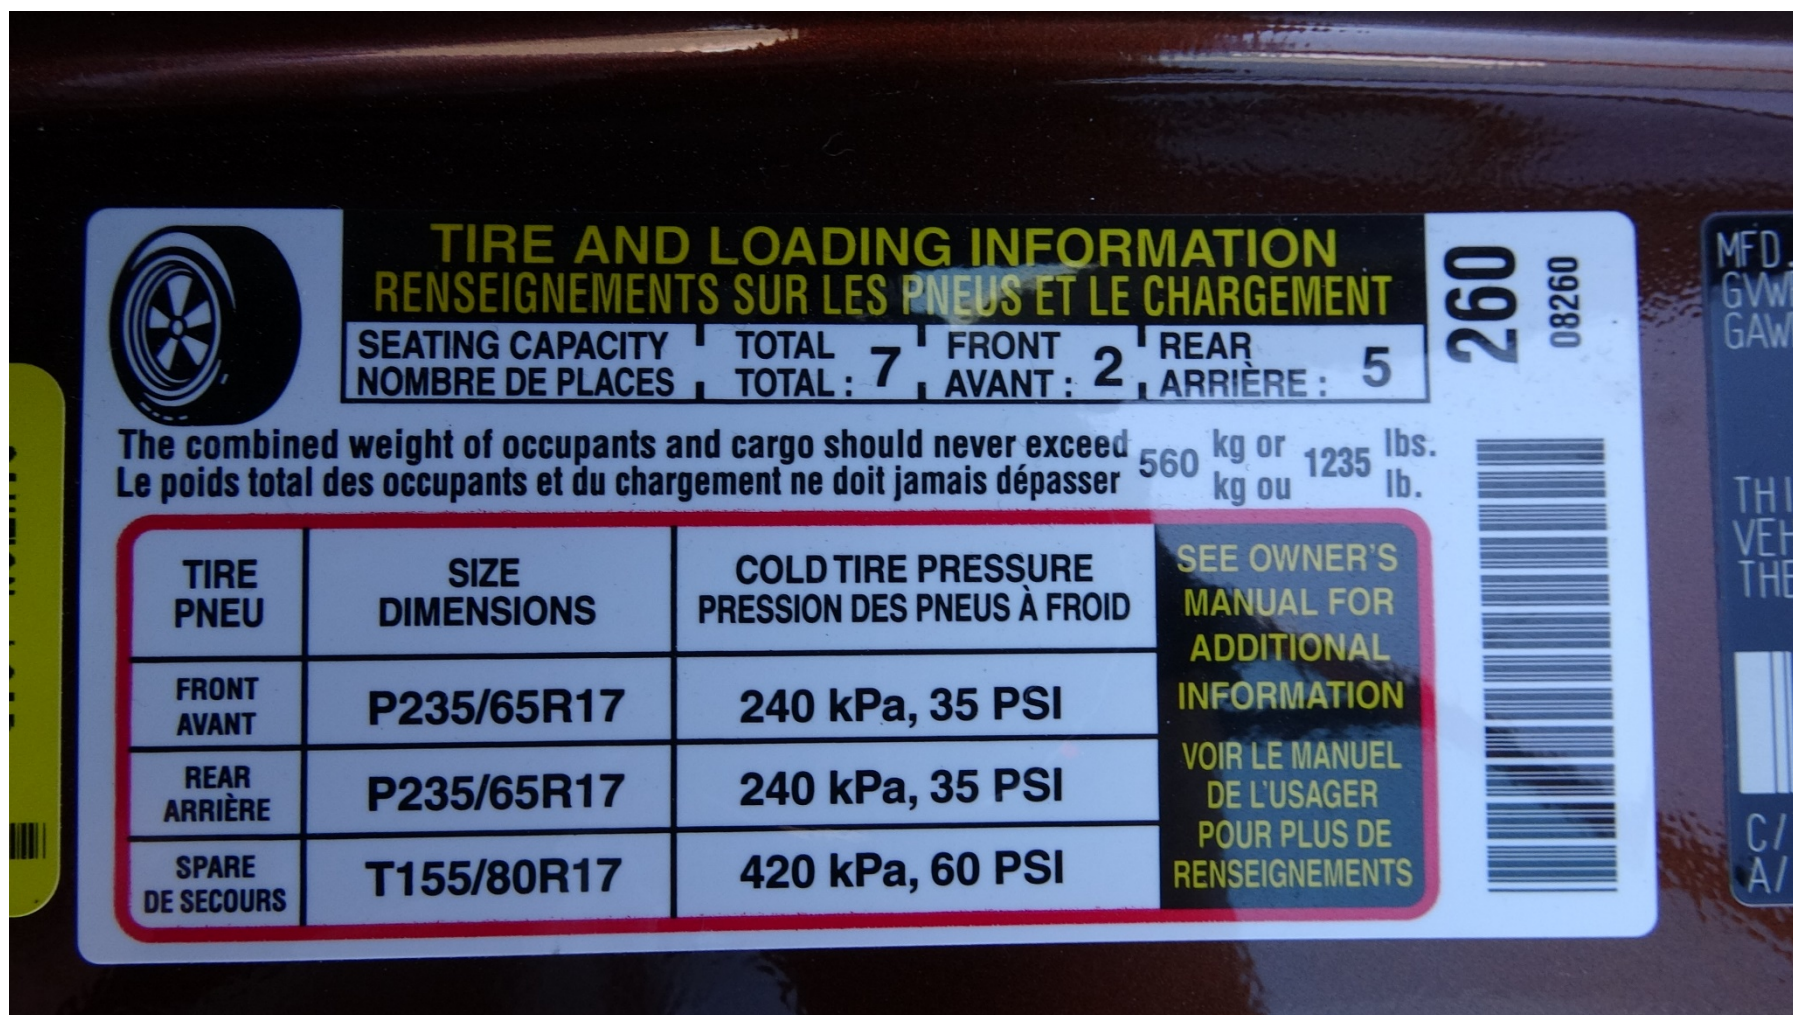 TIRE AND LOADING INFORMATION
RENSEIGNEMENTS SUR LES PNEUS ET LE CHARGEMENT
SEATING CAPACITY TOTAL FRONT REAR
NOMBRE DE PLACES TOTAL : 7 AVANT : 2 ARRIÈRE : 5
The combined weight of occupants and cargo should never exceed 560 kg or 1235 lbs.
Le poids total des occupants et du chargement ne doit jamais dépasser kg ou lb.
TIRE SIZE COLD TIRE PRESSURE
PNEU DIMENSIONS PRESSION DES PNEUS À FROID
FRONT
AVANT
P235/65R17 240 kPa, 35 PSI
REAR
ARRIÈRE
P235/65R17 240 kPa, 35 PSI
SPARE
DE SECOURS
T155/80R17 420 kPa, 60 PSI
SEE OWNER'S
MANUAL FOR
ADDITIONAL
INFORMATION
VOIR LE MANUEL
DE L'USAGER
POUR PLUS DE
RENSEIGNEMENTS
260
08260
MFD.
GVW
GAW
THI
VEH
THE
C/
A/